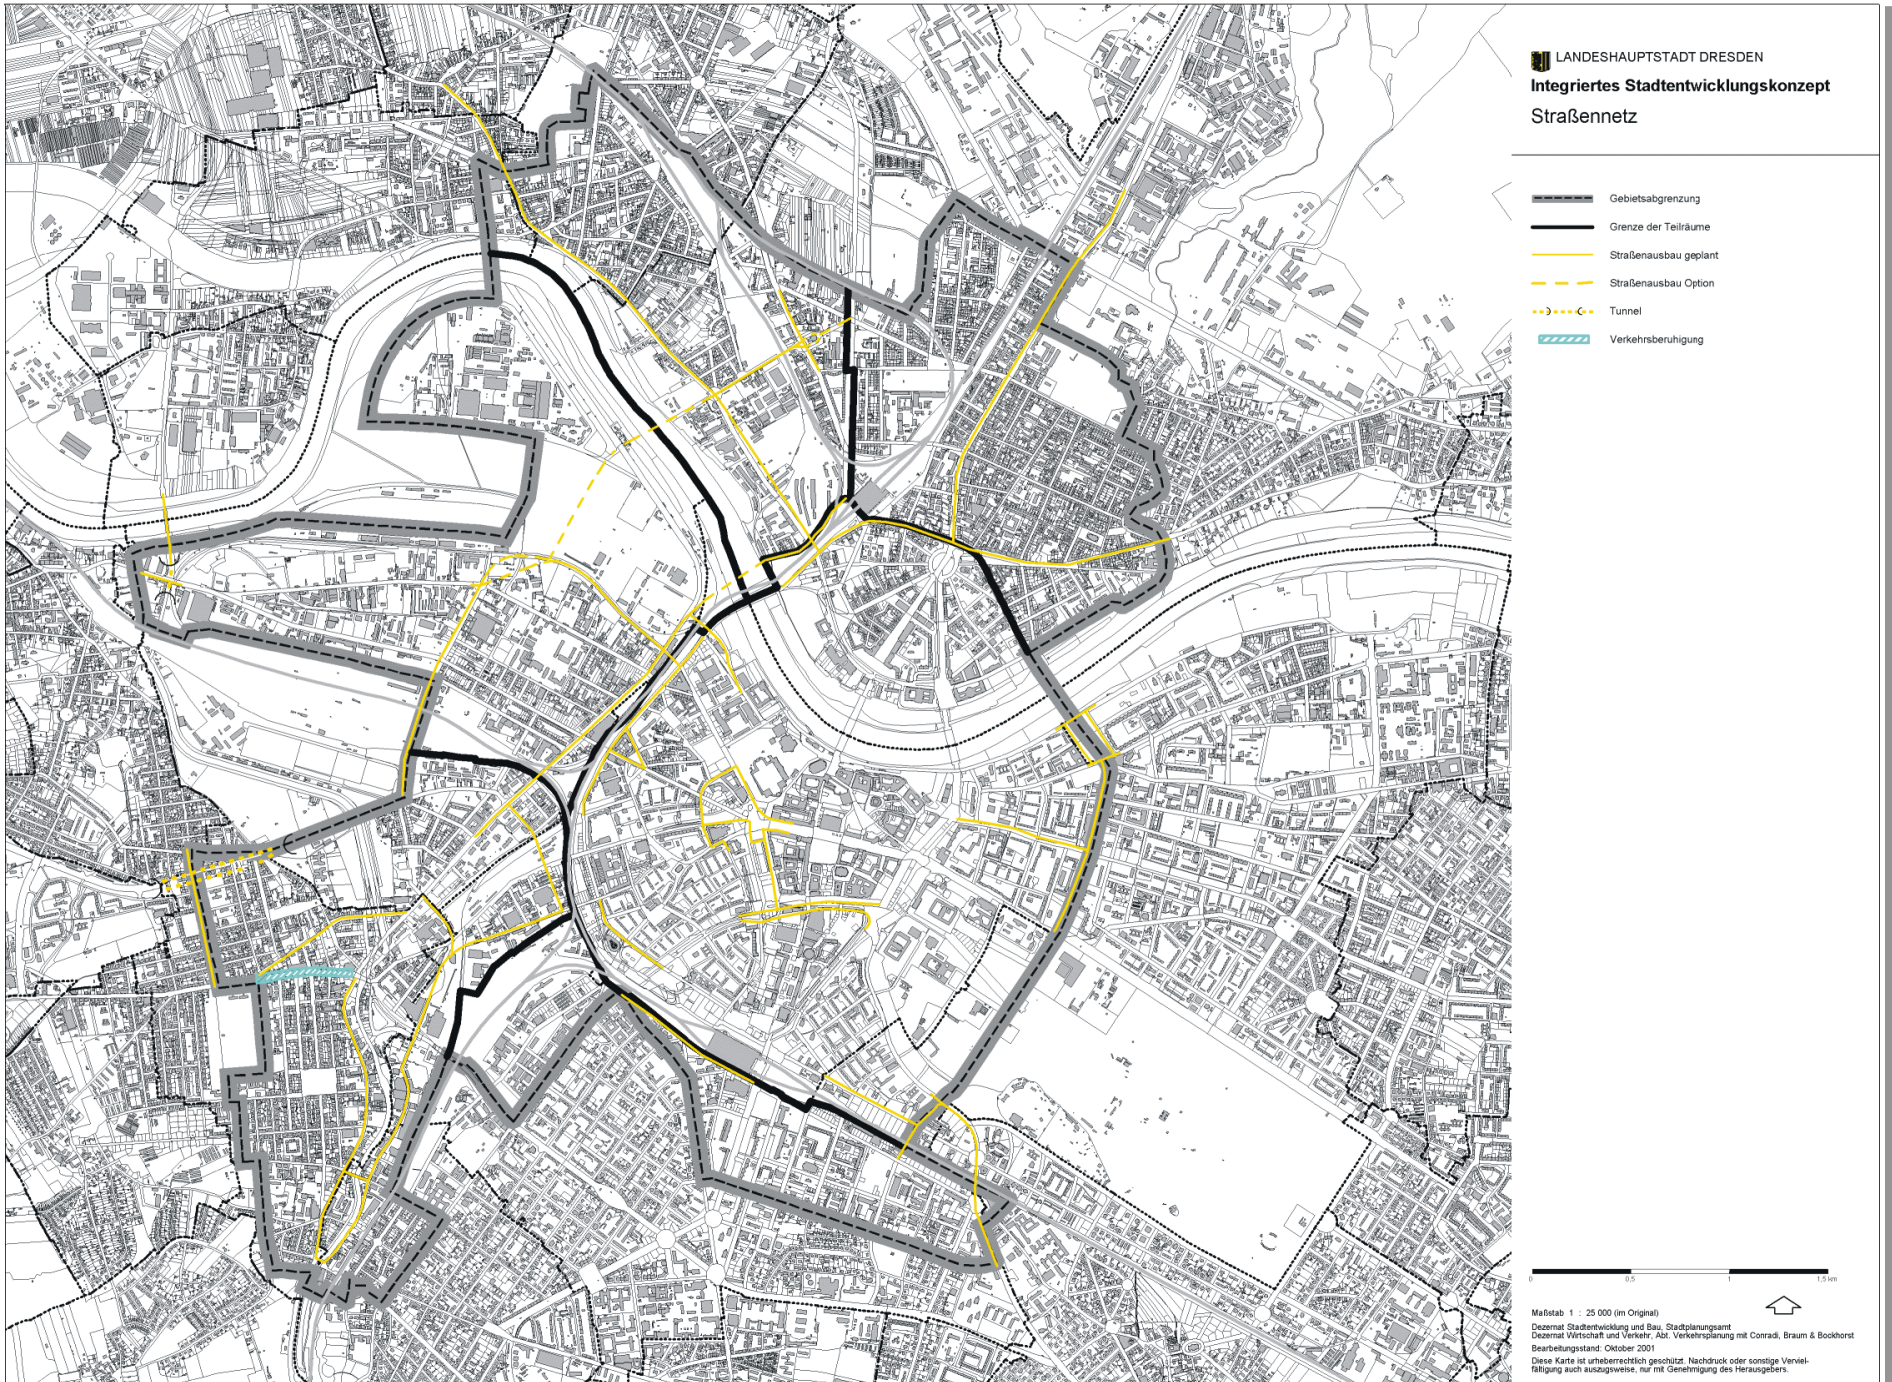 LANDESHAUPTSTADT DRESDEN
Integriertes Stadtentwicklungskonzept
Straßennetz
Gebietsabgrenzung
Grenze der Teilräume
Straßenausbau geplant
Straßenausbau Option
Tunnel
Verkehrsberuhigung
0 0,5 1 1,5 km
Maßstab 1 : 25 000 (im Original)
Dezernat Stadtentwicklung und Bau, Stadtplanungsamt
Dezernat Wirtschaft und Verkehr, Abt. Verkehrsplanung mit Conradi, Braum & Bockhorst
Bearbeitungsstand: Oktober 2001
Diese Karte ist urheberrechtlich geschützt. Nachdruck oder sonstige Verviel-
fältigung auch auszugsweise, nur mit Genehmigung des Herausgebers.